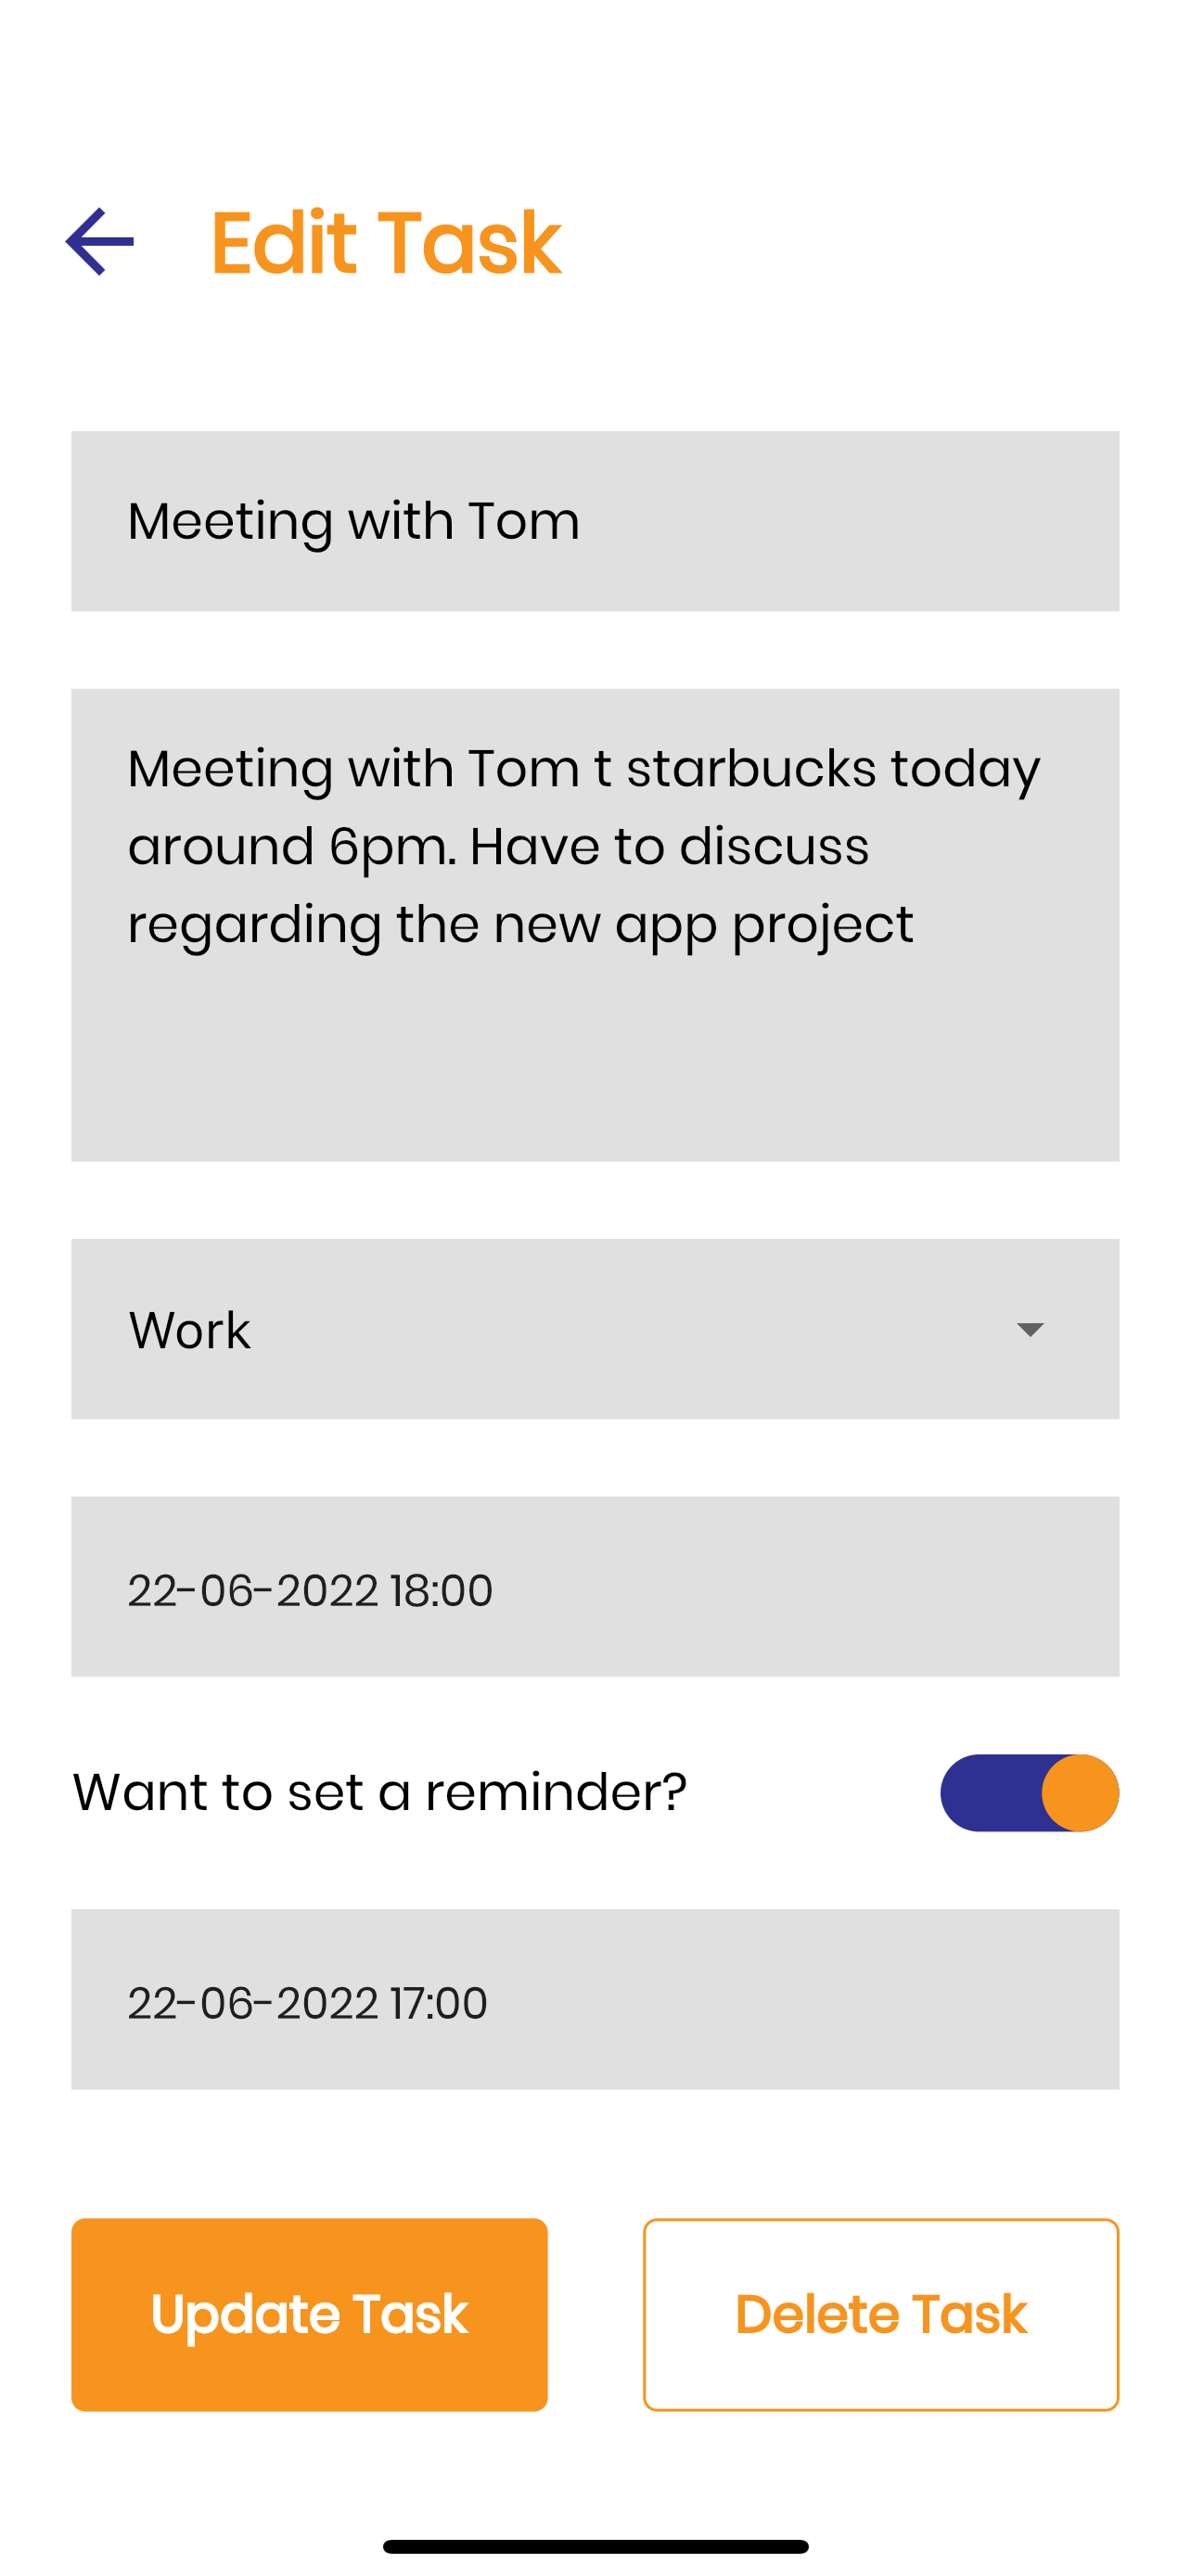 Edit Task
Meeting with Tom
Meeting with Tom t starbucks today
around 6pm. Have to discuss
regarding the new app project
Work
22-06-2022 18:00
Want to set a reminder?
22-06-2022 17:00
Update Task
Delete Task